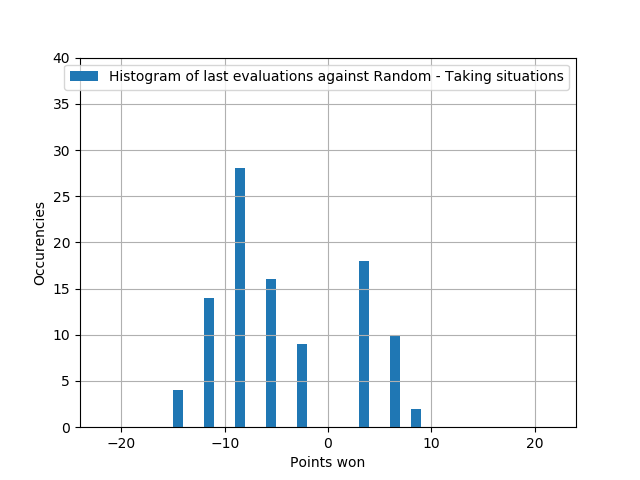 40
Histogram of last evaluations against Random - Taking situations
35
30
25
20
15
10
5
0
Occurencies
−20 −10 0 10 20
Points won